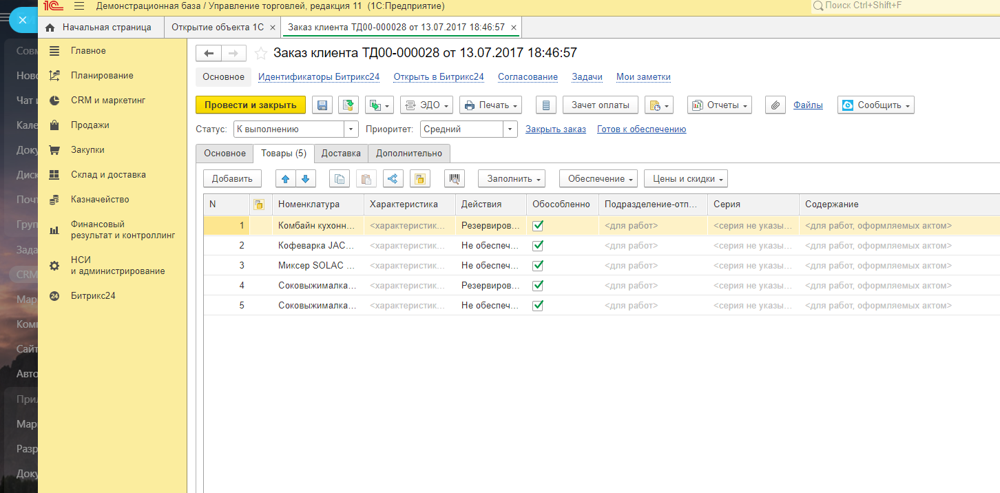 1С Демонстрационная база / Управление торговлей, редакция 11 (1С:Предприятие) Поиск Ctrl+Shift+F
Начальная страница Открытие объекта 1С × Заказ клиента ТД00-000028 от 13.07.2017 18:46:57 ×
Главное
Планирование
CRM и маркетинг
Продажи
Закупки
Склад и доставка
Казначейство
Финансовый
результат и контроллинг
НСИ
и администрирование
24 Битрикс24
Заказ клиента ТД00-000028 от 13.07.2017 18:46:57
Основное Идентификаторы Битрикс24 Открыть в Битрикс24 Согласование Задачи Мои заметки
Провести и закрыть ЭДО Печать Зачет оплаты Отчеты Файлы Сообщить
Статус: К выполнению Приоритет: Средний Закрыть заказ Готов к обеспечению
Основное Товары (5) Доставка Дополнительно
Добавить Заполнить Обеспечение Цены и скидки
N Номенклатура Характеристика Действия Обособленно Подразделение-отп... Серия Содержание
1 Комбайн кухонн... <характеристик... Резервиров... <для работ> <серия не указы... <для работ, оформляемых актом>
2 Кофеварка JAC... <характеристик... Не обеспеч... <для работ> <серия не указы... <для работ, оформляемых актом>
3 Миксер SOLAC ... <характеристик... Не обеспеч... <для работ> <серия не указы... <для работ, оформляемых актом>
4 Соковыжималка... <характеристик... Резервиров... <для работ> <серия не указы... <для работ, оформляемых актом>
5 Соковыжималка... <характеристик... Не обеспеч... <для работ> <серия не указы... <для работ, оформляемых актом>
Совм
Ново
Чат и
Кале
Доку
Диск
Почт
Груп
Зада
CRM
Марк
Комп
Сайт
Авто
Прил
Марк
Разр
Доку